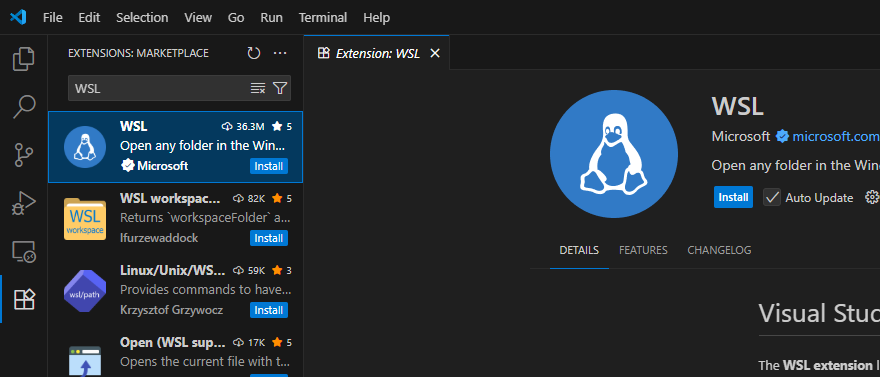 File Edit Selection View Go Run Terminal Help
EXTENSIONS: MARKETPLACE
WSL
WSL 36.3M 5
Open any folder in the Win...
Microsoft Install
WSL workspac... 82K 5
Returns `workspaceFolder` a...
lfurzewaddock Install
Linux/Unix/WS... 59K 3
Provides commands to have...
Krzysztof Grzywocz Install
Open (WSL sup... 17K 5
Opens the current file with t...
WSL
workspace
wsl/path
Extension: WSL
WSL
Microsoft microsoft.com
Open any folder in the Wind
Install Auto Update
DETAILS FEATURES CHANGELOG
Visual Stud
The WSL extension l